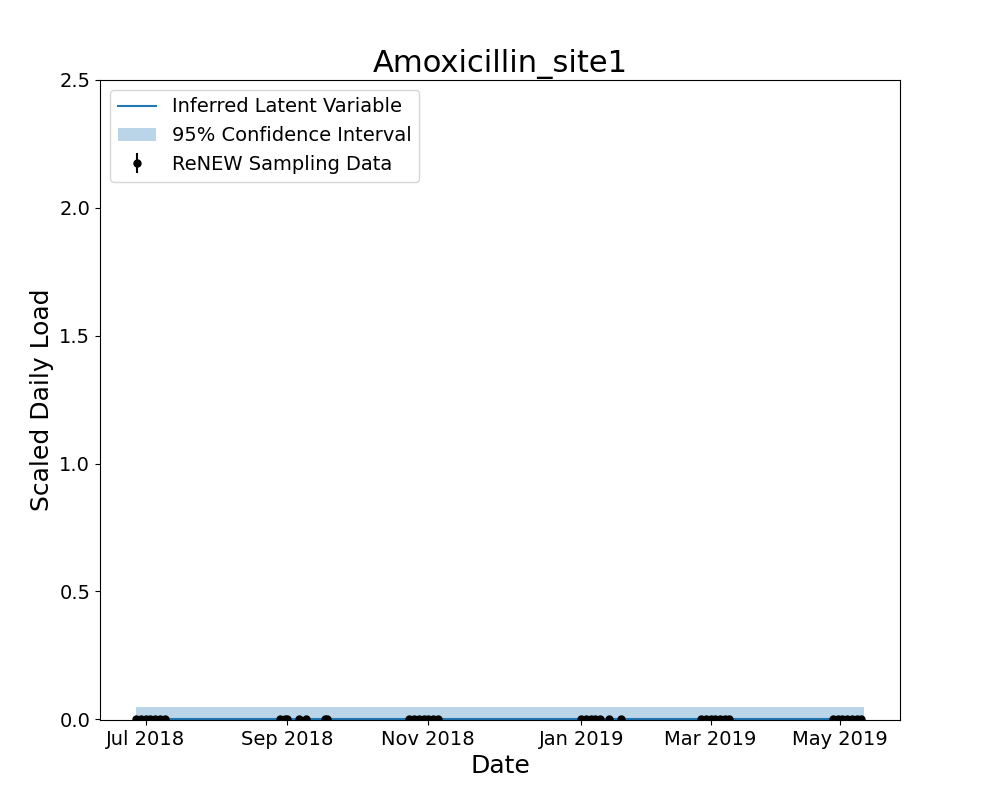 Amoxicillin_site1
2.5
Inferred Latent Variable
95% Confidence Interval
ReNEW Sampling Data
2.0
1.5
1.0
0.5
0.0
Scaled Daily Load
Jul 2018 Sep 2018 Nov 2018 Jan 2019 Mar 2019 May 2019
Date